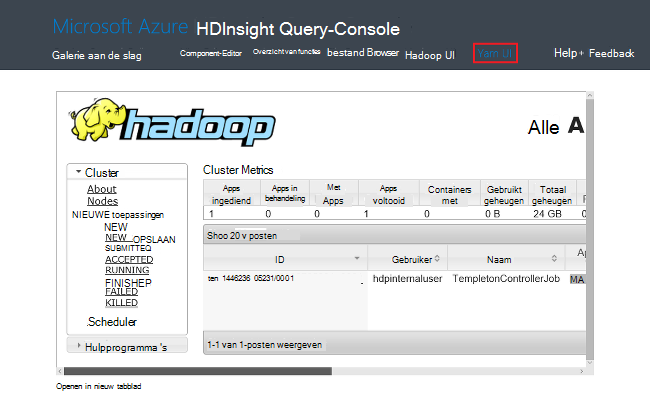 Microsoft Azure HDInsight Query-Console
Galerie aan de slag Component-Editor Overzicht van functies bestand Browser Hadoop UI Yarn UI Help+ Feedback
hadoop
Alle A
Cluster
About
Nodes
NIEUWE toepassingen
NEW
NEW_OPSLAAN
SUBMITTEQ
ACCEPTED
RUNNING
FINISHEP
FAILED
KILLED
.Scheduler
Hulpprogramma 's
Cluster Metrics
Apps ingediend Apps in behandeling Met Apps Apps voltooid Containers met Gebruikt geheugen Totaal geheugen
1 0 0 1 0 0 B 24 GB 0
Shoo 20 v posten
ID Gebruiker Naam Ap
ten 1446236 05231/0001 hdpinternaluser TempletonControllerJob MA
1-1 van 1-posten weergeven
Openen in nieuw tabblad